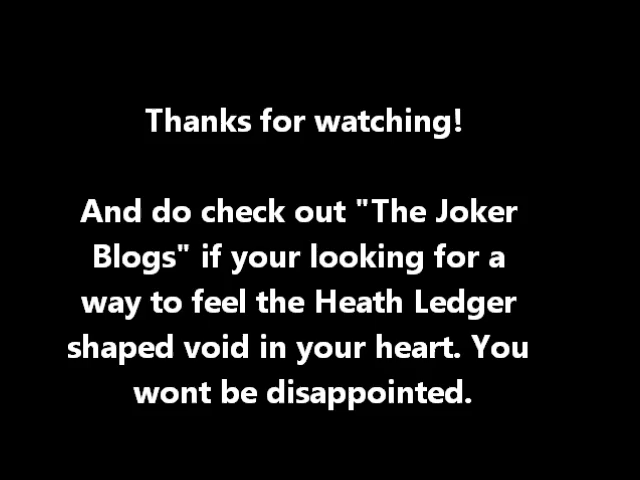 Thanks for watching!
And do check out "The Joker
Blogs" if your looking for a
way to feel the Heath Ledger
shaped void in your heart. You
wont be disappointed.